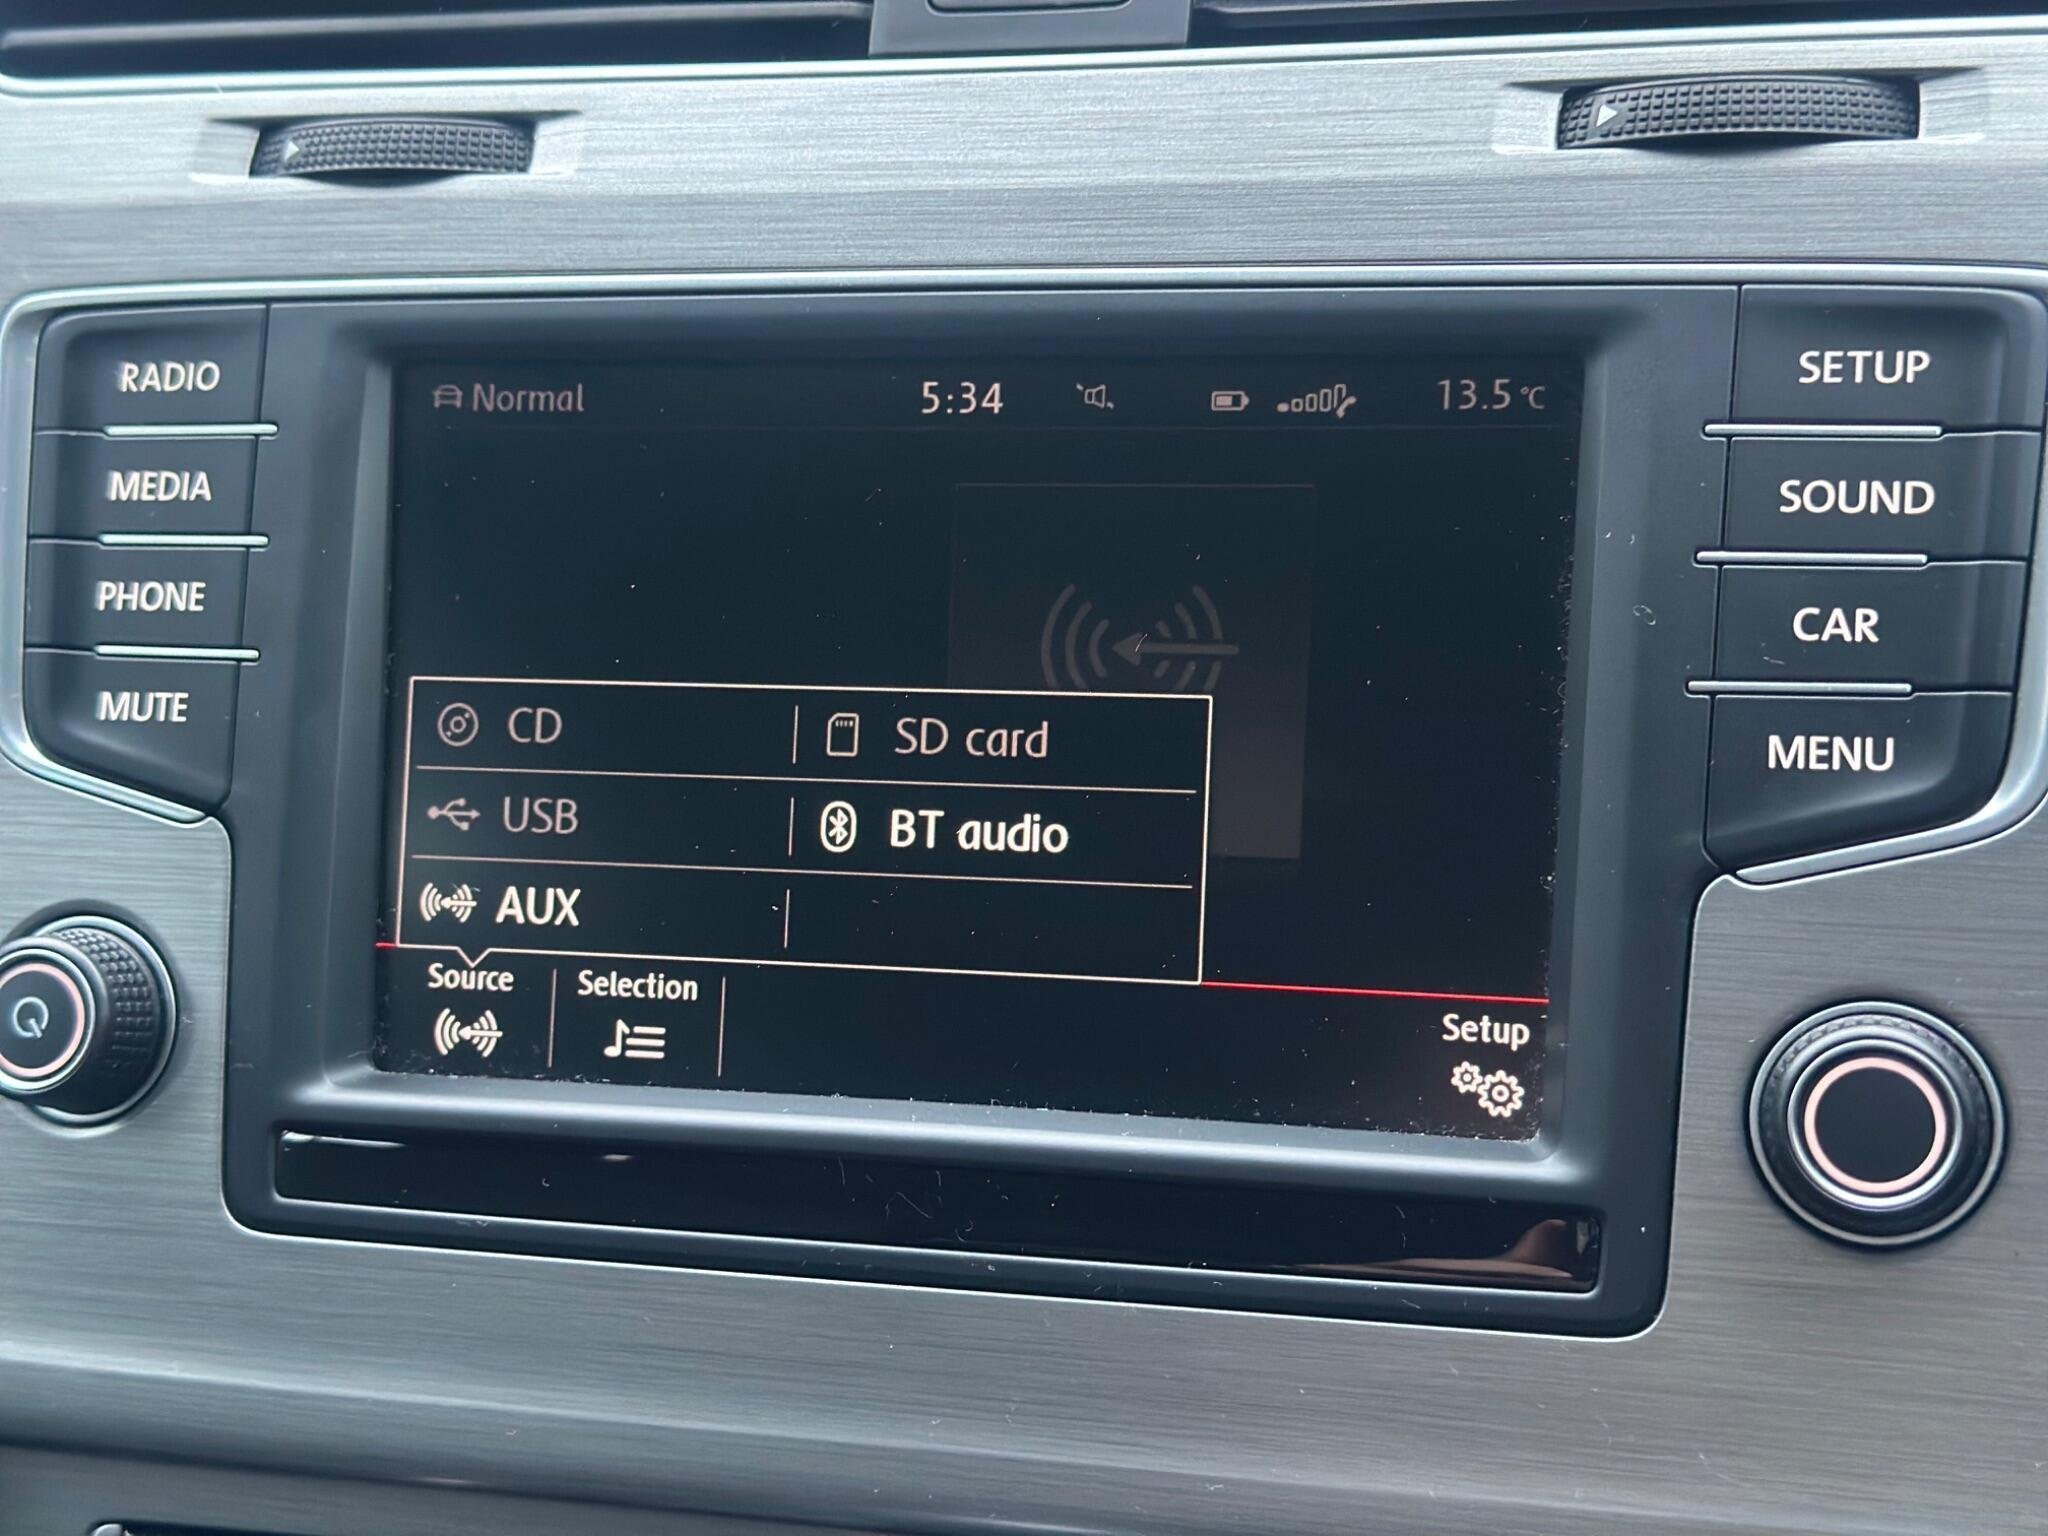 RADIO
MEDIA
PHONE
MUTE
Normal
5:34
13.5 °C
CD
SD card
USB
BT audio
AUX
Source
Selection
Setup
SETUP
SOUND
CAR
MENU